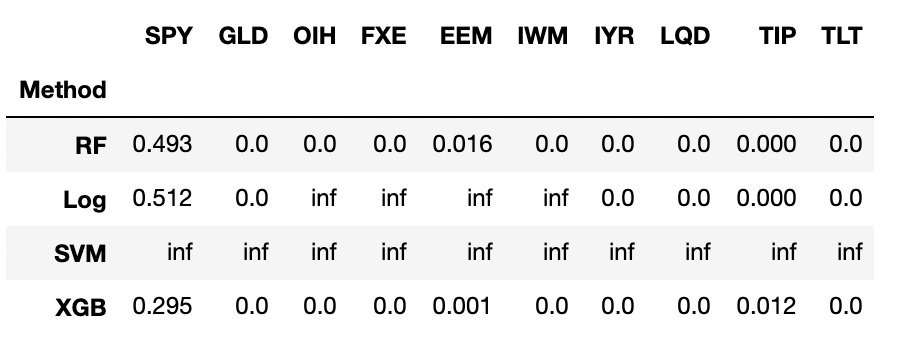 SPY GLD OIH FXE EEM IWM IYR LQD TIP TLT
Method
RF 0.493 0.0 0.0 0.0 0.016 0.0 0.0 0.0 0.000 0.0
Log 0.512 0.0 inf inf inf inf 0.0 0.0 0.000 0.0
SVM inf inf inf inf inf inf inf inf inf inf
XGB 0.295 0.0 0.0 0.0 0.001 0.0 0.0 0.0 0.012 0.0